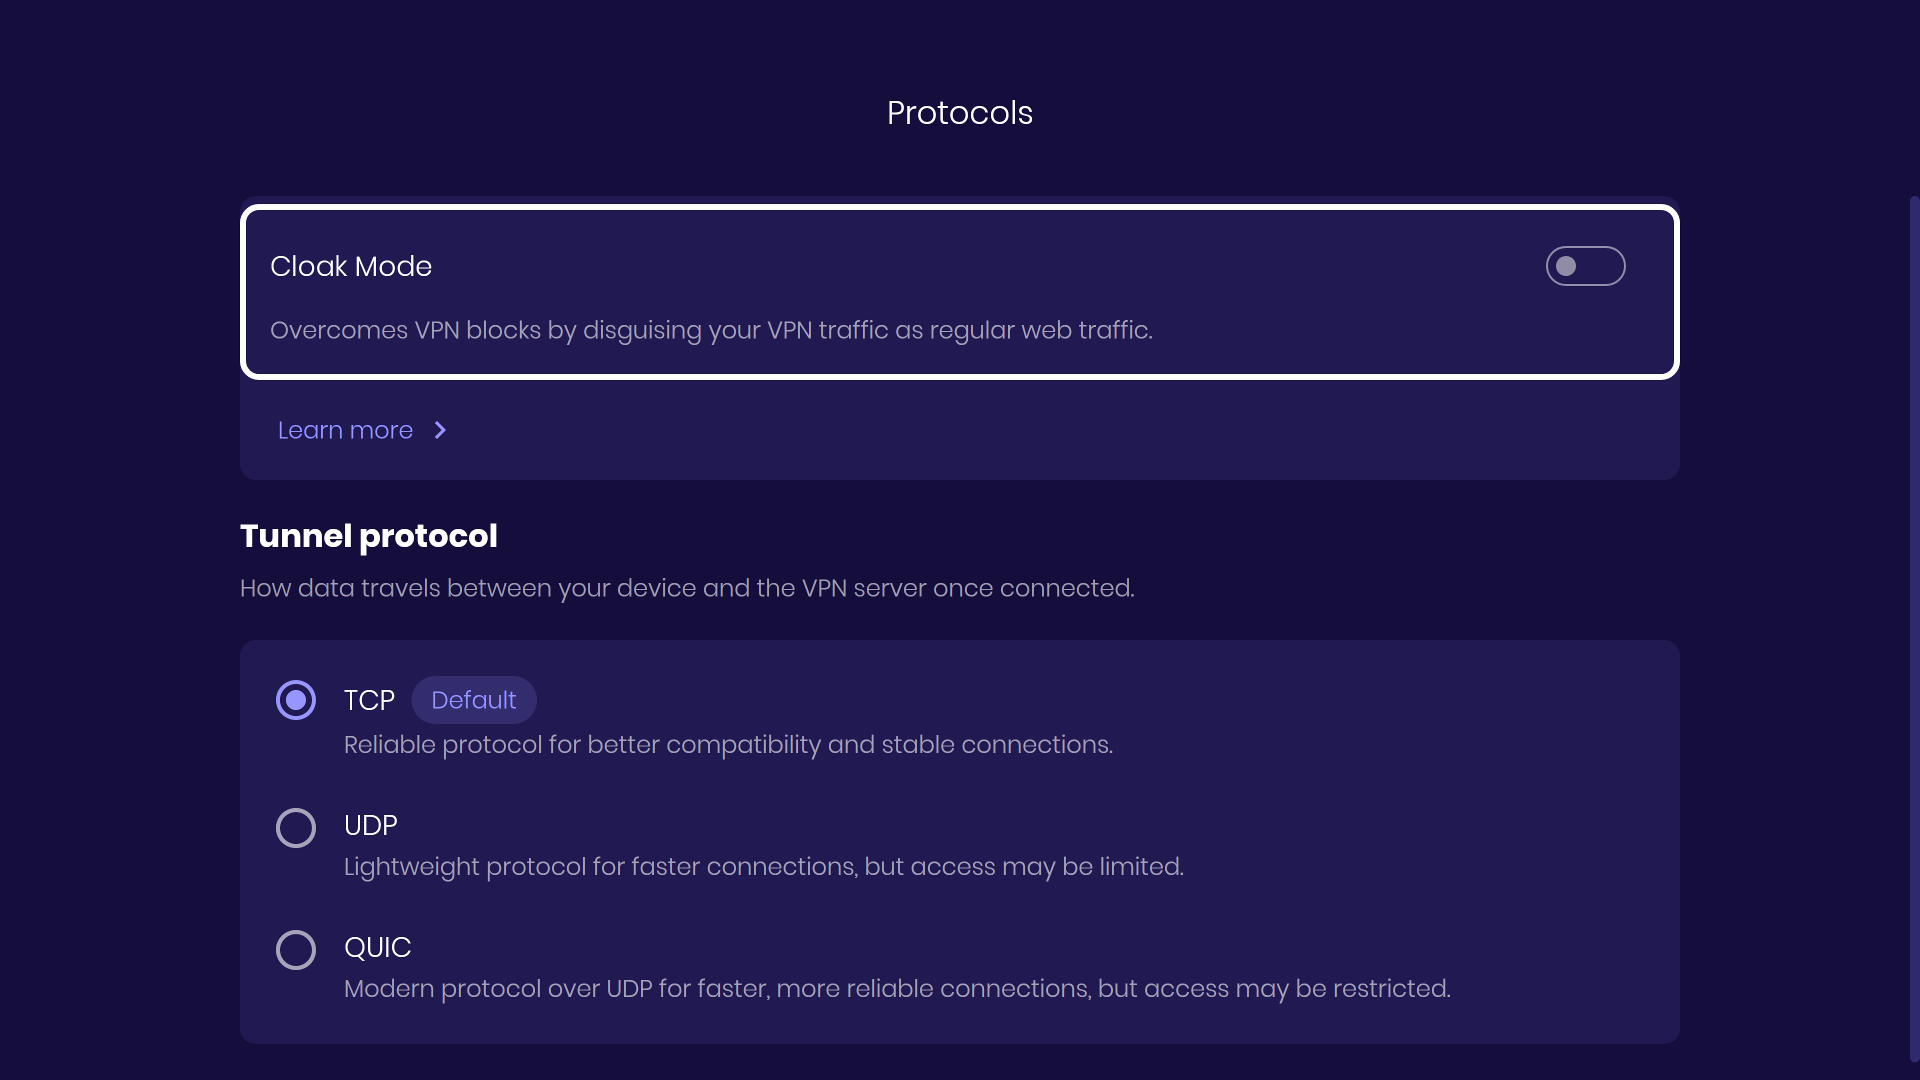 Protocols
Cloak Mode
Overcomes VPN blocks by disguising your VPN traffic as regular web traffic.
Learn more
Tunnel protocol
How data travels between your device and the VPN server once connected.
TCP Default
Reliable protocol for better compatibility and stable connections.
UDP
Lightweight protocol for faster connections, but access may be limited.
QUIC
Modern protocol over UDP for faster, more reliable connections, but access may be restricted.